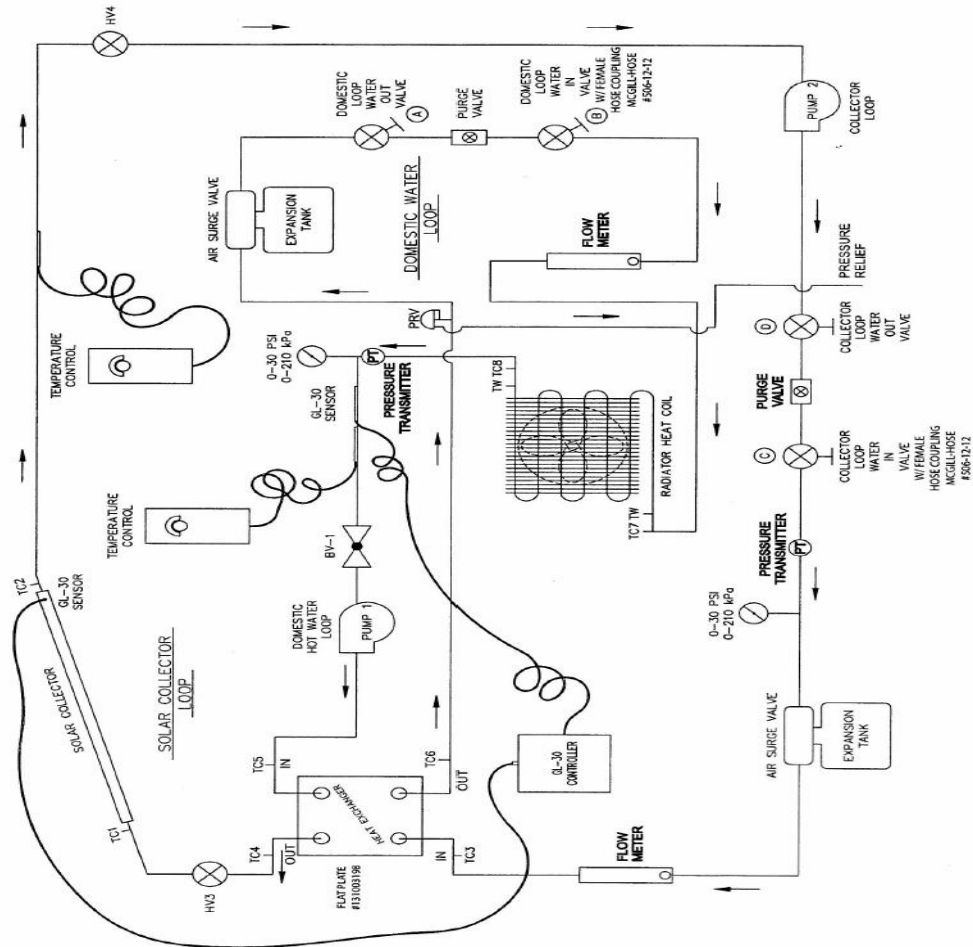 HV4
DOMESTIC
LOOP
WATER
OUT
VALVE
A
PURGE
VALVE
DOMESTIC
LOOP
WATER
IN
VALVE
W/FEMALE
HOSE COUPLING
MCGILL-HOSE
#506-12-12
B
PUMP 2
COLLECTOR
LOOP
AIR SURGE VALVE
EXPANSION
TANK
DOMESTIC WATER
LOOP
FLOW
METER
PRESSURE
RELIEF
TEMPERATURE
CONTROL
0-30 PSI
0-210 kPa
PRV
GL-30
SENSOR
PT
PRESSURE
TRANSMITTER
TW TC8
D
COLLECTOR
LOOP
WATER
OUT
VALVE
PURGE
VALVE
TEMPERATURE
CONTROL
BV-1
RADIATOR HEAT COIL
TC7 TW
C
COLLECTOR
LOOP
WATER
IN
VALVE
W/FEMALE
HOSE COUPLING
MCGILL-HOSE
#506-12-12
TC2
GL-30
SENSOR
SOLAR COLLECTOR
SOLAR COLLECTOR
LOOP
DOMESTIC
HOT WATER
LOOP
PUMP 1
PRESSURE
TRANSMITTER
PT
0-30 PSI
0-210 kPa
TC1
TC5
IN
TC6
OUT
GL-30
CONTROLLER
AIR SURGE VALVE
EXPANSION
TANK
HV3
TC4
OUT
HEAT EXCHANGER
IN
TC3
FLAT PLATE
#131003198
FLOW
METER